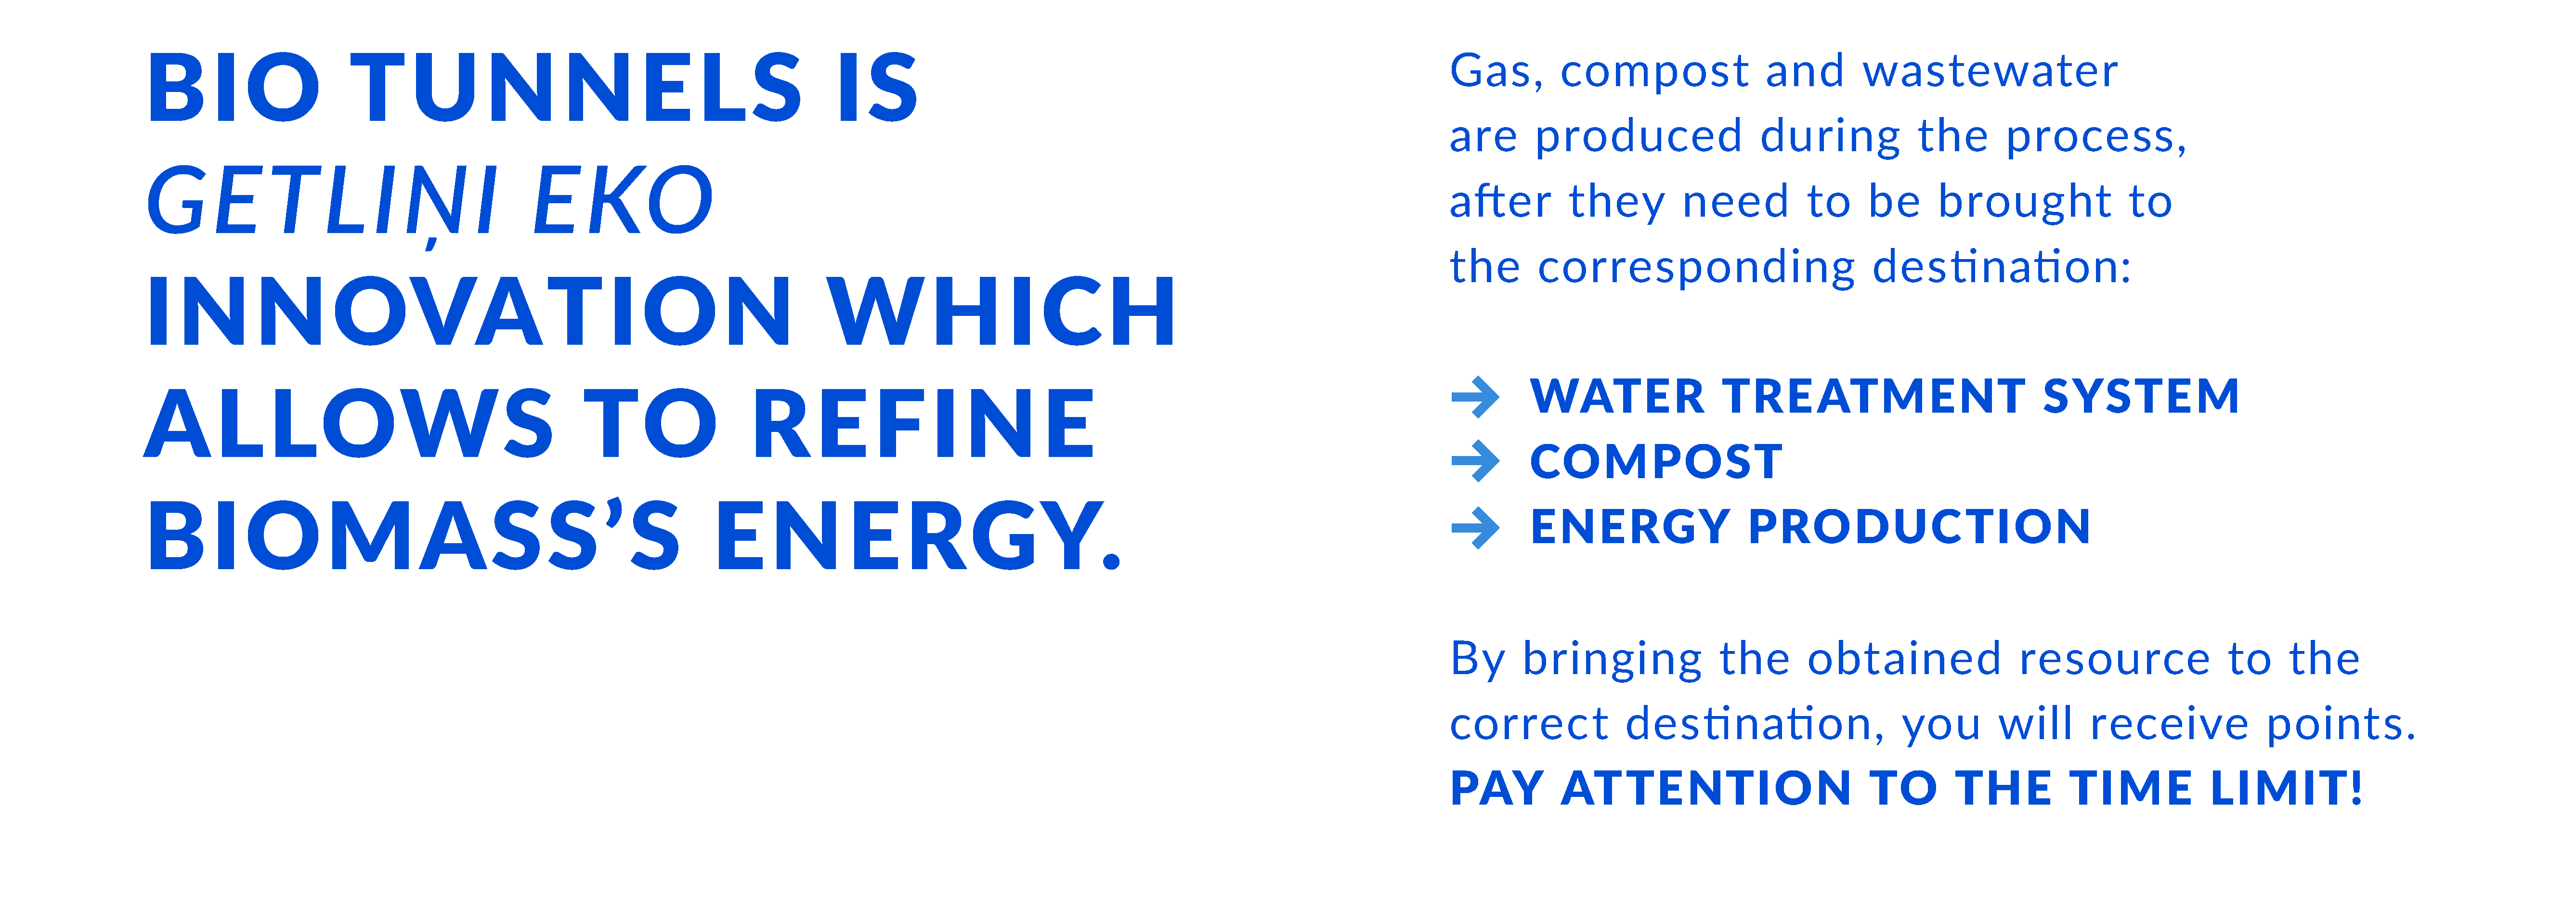 BIO TUNNELS IS
GETLIŅI EKO
INNOVATION WHICH
ALLOWS TO REFINE
BIOMASS’S ENERGY.
Gas, compost and wastewater
are produced during the process,
after they need to be brought to
the corresponding destination:
→ WATER TREATMENT SYSTEM
→ COMPOST
→ ENERGY PRODUCTION
By bringing the obtained resource to the
correct destination, you will receive points.
PAY ATTENTION TO THE TIME LIMIT!